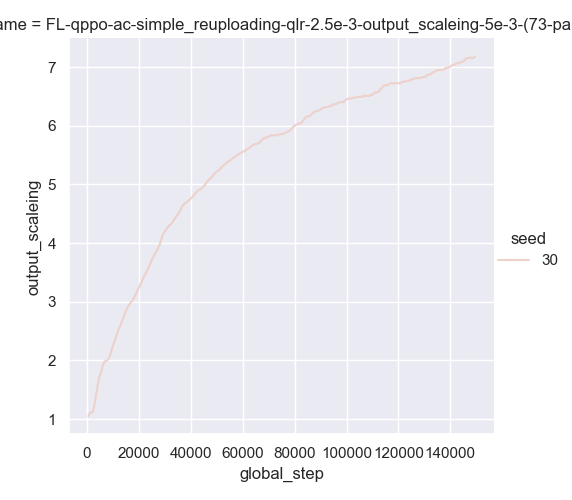 ame = FL-qppo-ac-simple_reuploading-qlr-2.5e-3-output_scaleing-5e-3-(73-pa
7
6
5
4
3
2
1
output_scaleing
0 20000 40000 60000 80000 100000 120000 140000
global_step
seed
30